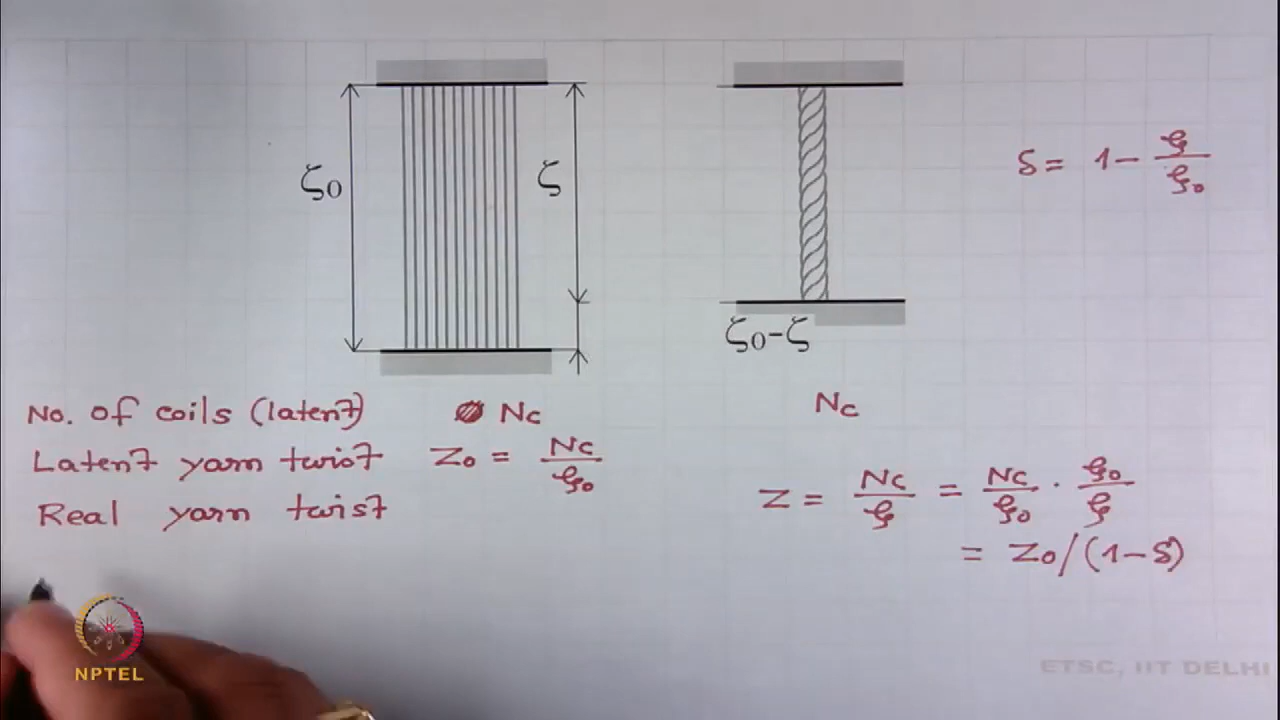 ζ₀
ζ
ζ₀-ζ
δ = 1 - ζ/ζ₀
No. of coils (latent) Nc Nc
Latent yarn twist Z₀ = Nc/ζ₀
Real yarn twist Z = Nc/ζ = Nc/ζ₀ · ζ₀/ζ
= Z₀/(1-δ)
NPTEL
ETSC, IIT DELHI